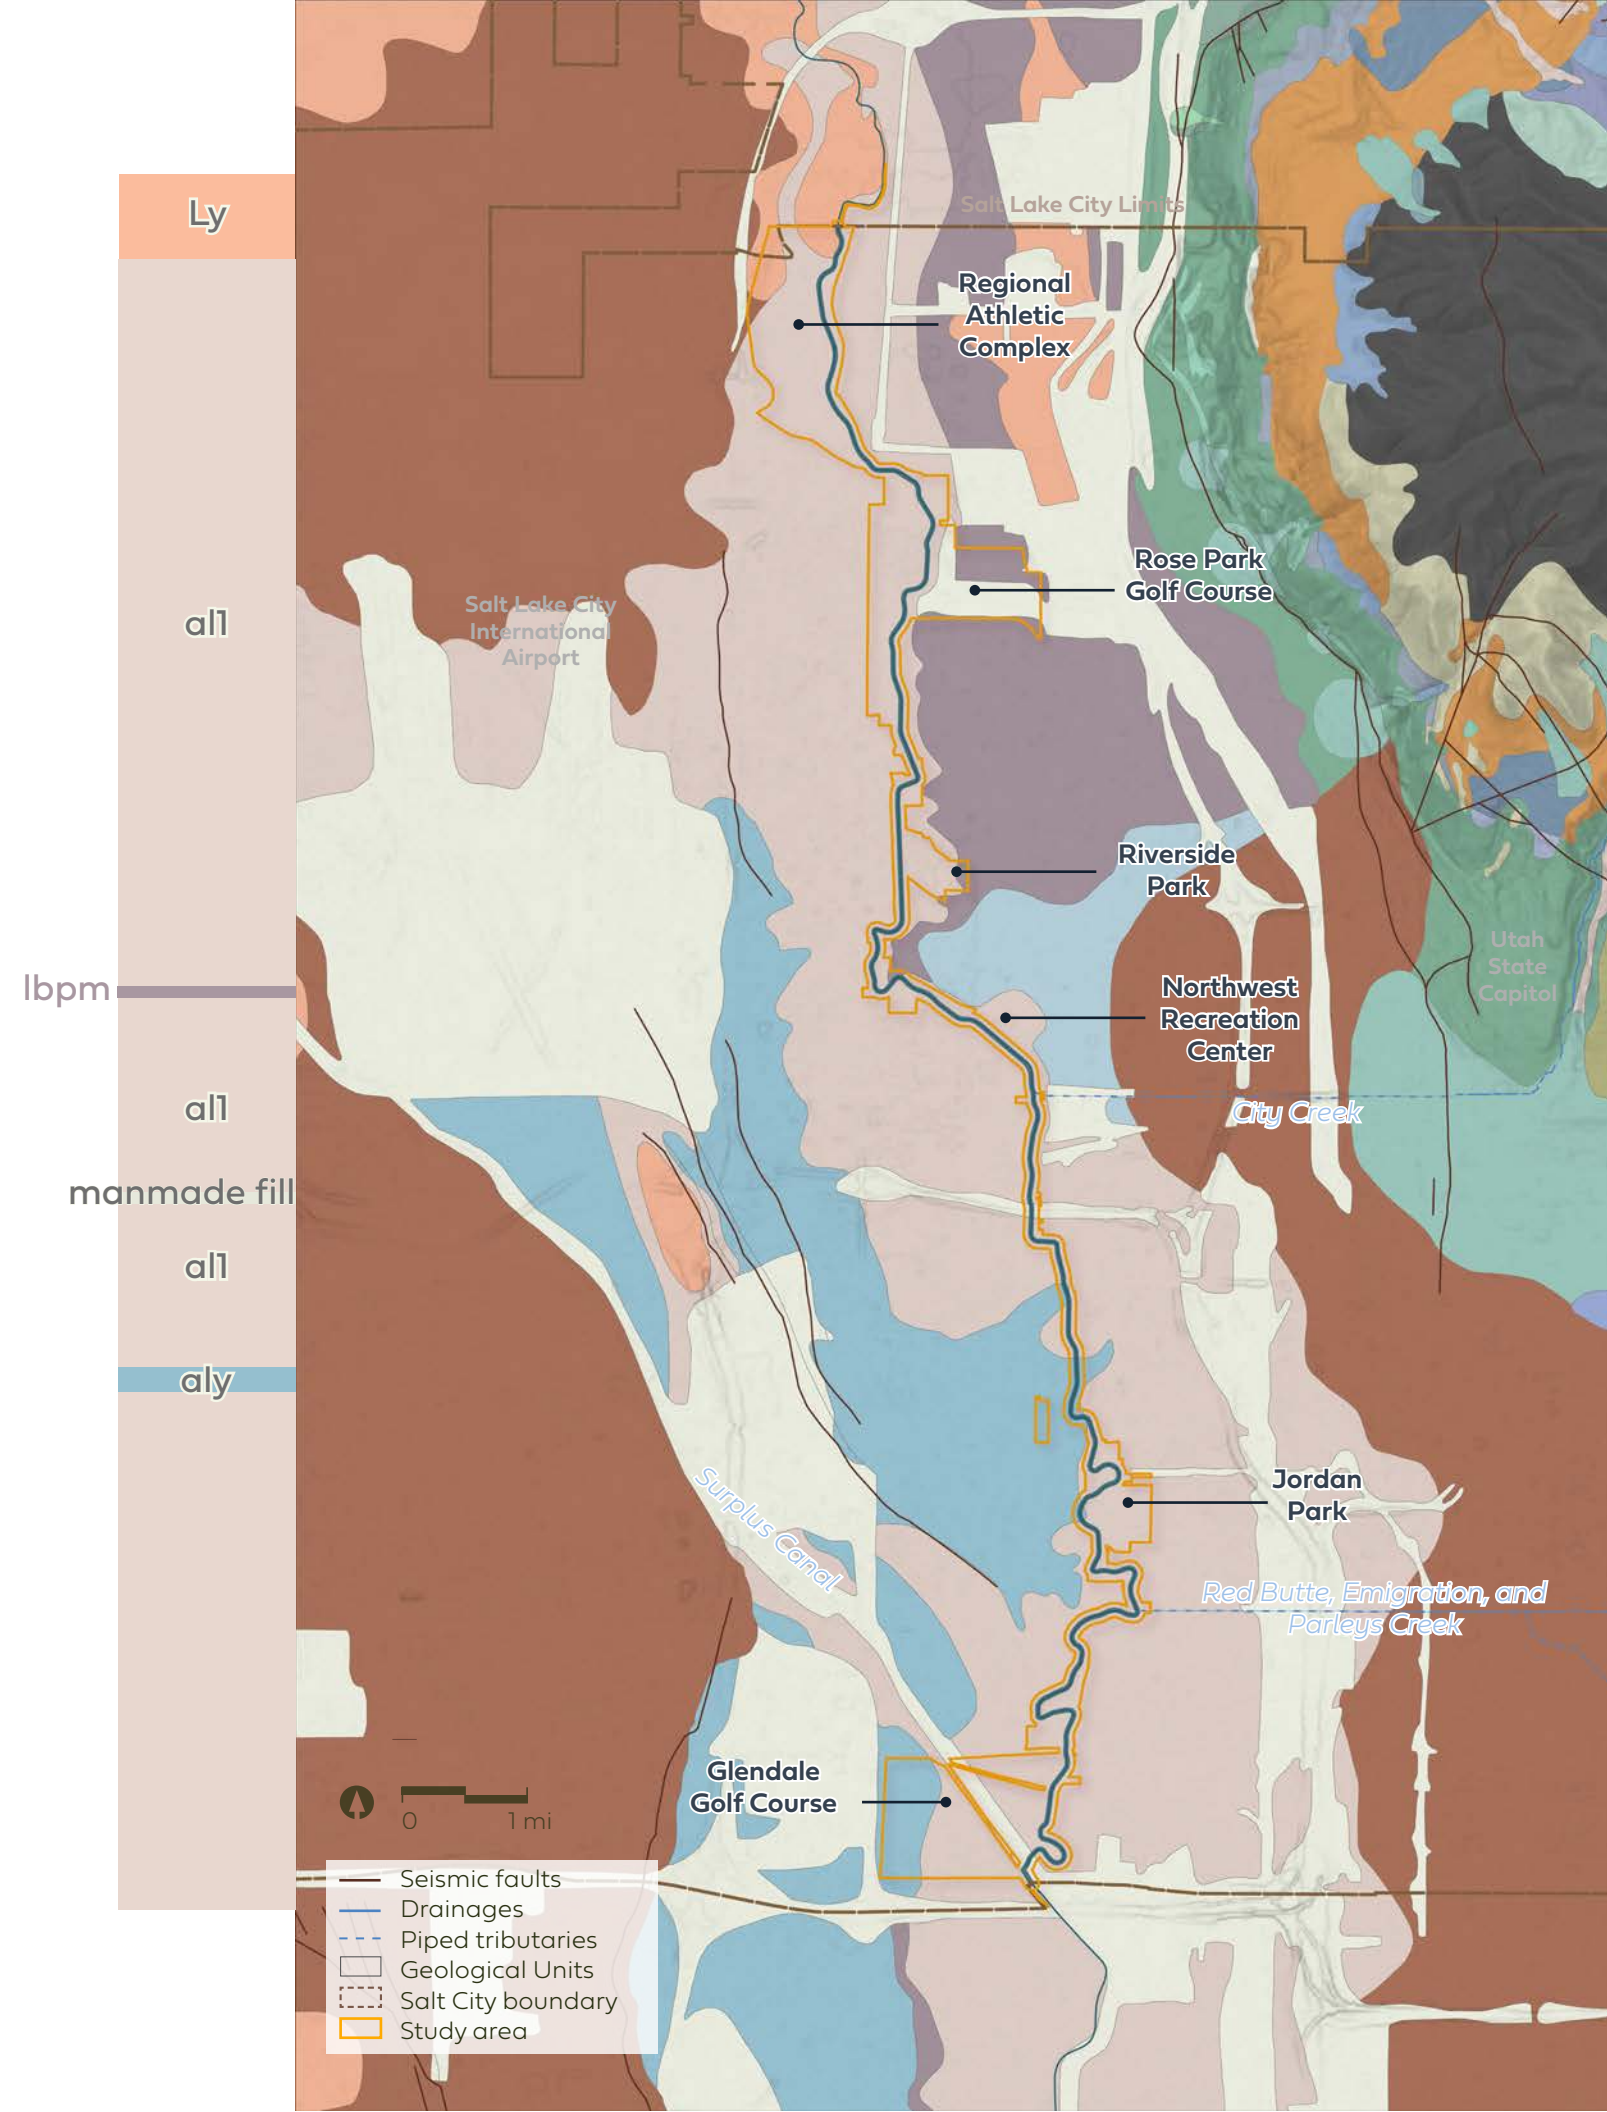 Ly
al1
lbpm
al1
manmade fill
al1
aly
Salt Lake City Limits
Regional
Athletic
Complex
Rose Park
Golf Course
Salt Lake City
International
Airport
Riverside
Park
Utah
State
Capitol
Northwest
Recreation
Center
City Creek
Surplus Canal
Jordan
Park
Red Butte, Emigration, and
Parleys Creek
Glendale
Golf Course
0 1 mi
Seismic faults
Drainages
Piped tributaries
Geological Units
Salt City boundary
Study area